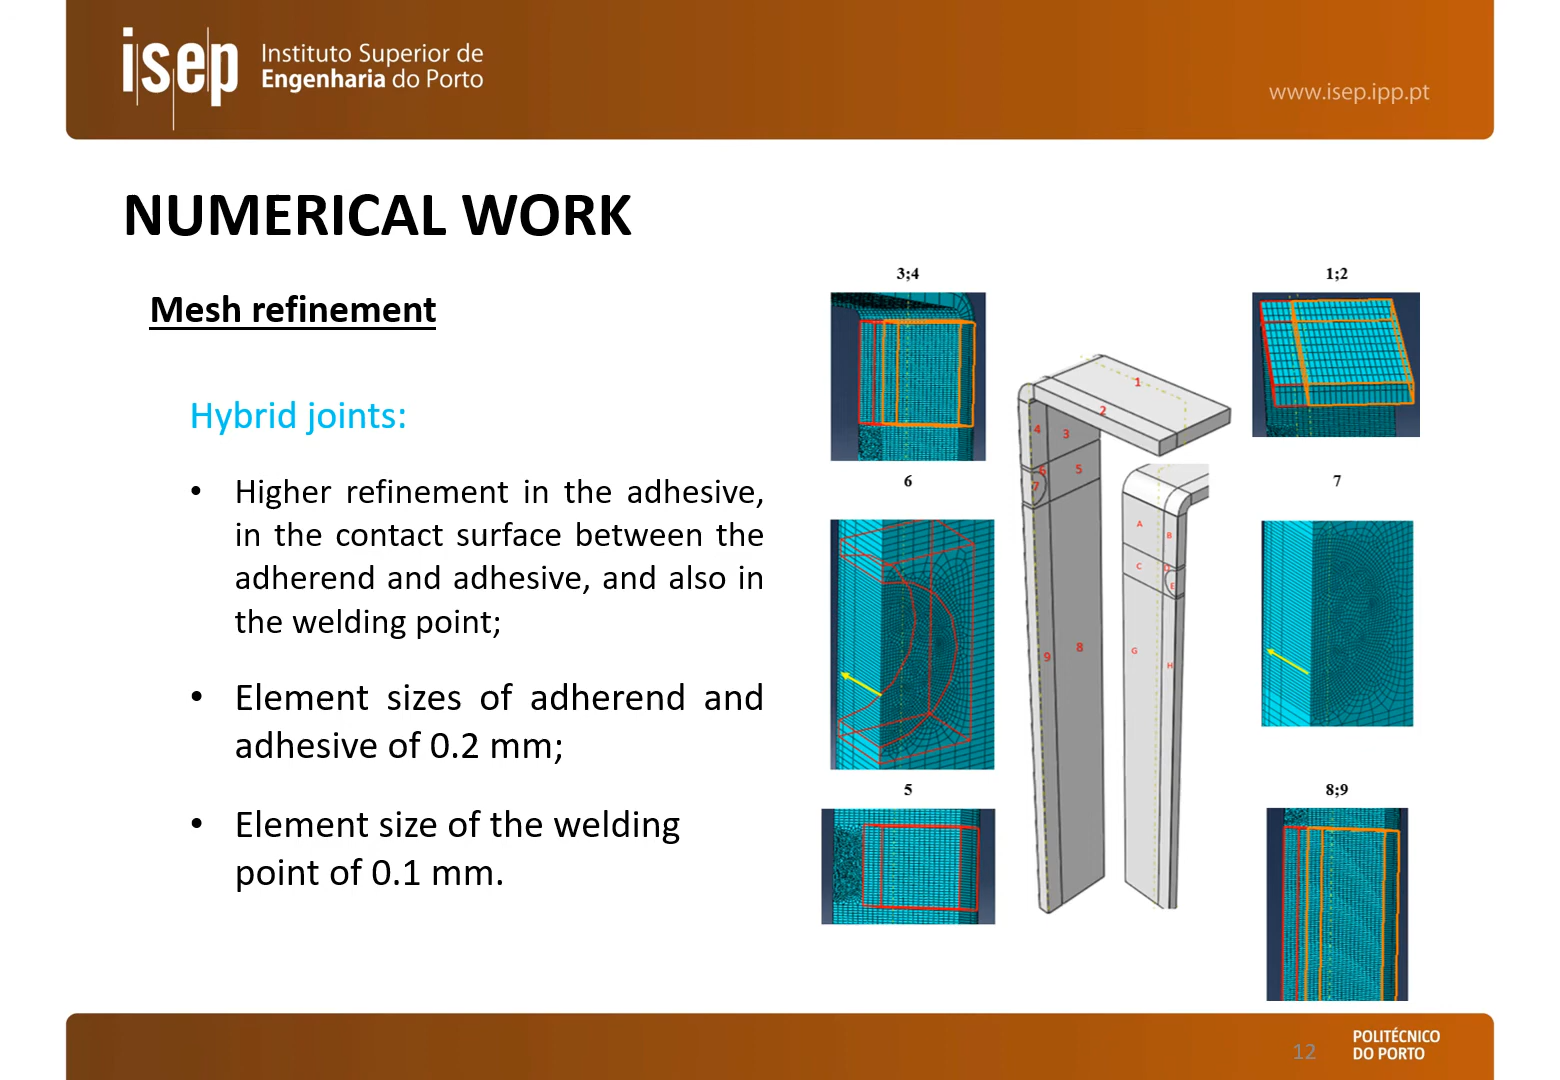 isep
Instituto Superior de
Engenharia do Porto
www.isep.ipp.pt
NUMERICAL WORK
Mesh refinement
Hybrid joints:
• Higher refinement in the adhesive,
in the contact surface between the
adherend and adhesive, and also in
the welding point;
• Element sizes of adherend and
adhesive of 0.2 mm;
• Element size of the welding
point of 0.1 mm.
3;4
1;2
6
7
5
8;9
1
2
4
3
6
5
7
9
8
A
B
C
E
G
H
12
POLITÉCNICO
DO PORTO